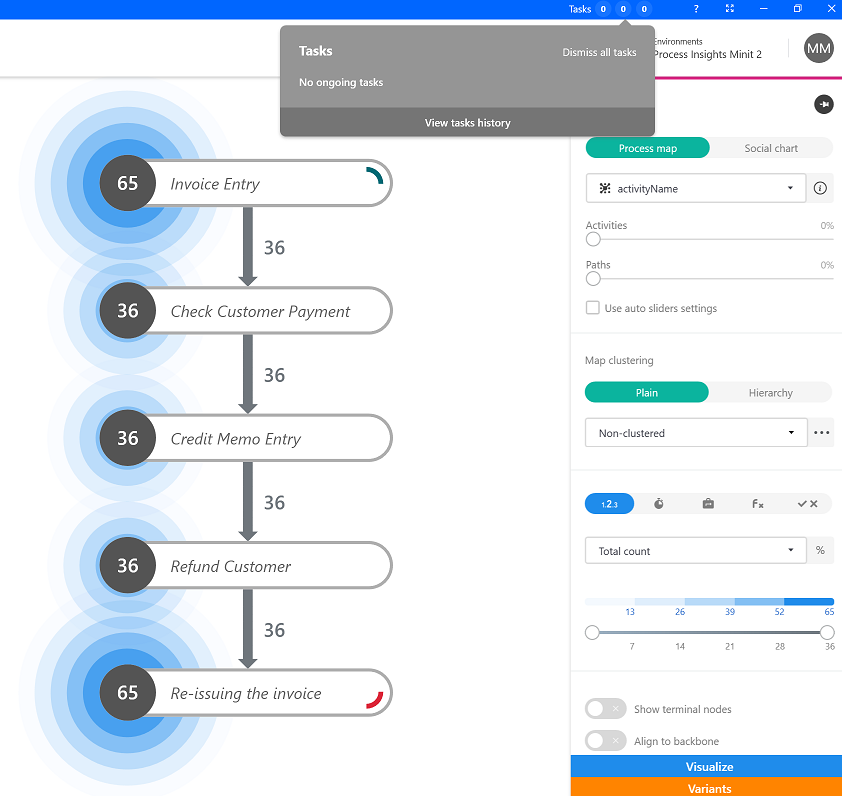 Tasks 0 0 0 ?
Tasks
Dismiss all tasks
No ongoing tasks
View tasks history
Environments
Process Insights Minit 2
MM
65 Invoice Entry
36
36 Check Customer Payment
36
36 Credit Memo Entry
36
36 Refund Customer
36
65 Re-issuing the invoice
Process map
Social chart
activityName
Activities 0%
Paths 0%
Use auto sliders settings
Map clustering
Plain
Hierarchy
Non-clustered
1.2.3
fx
Total count
%
13 26 39 52 65
7 14 21 28 36
Show terminal nodes
Align to backbone
Visualize
Variants